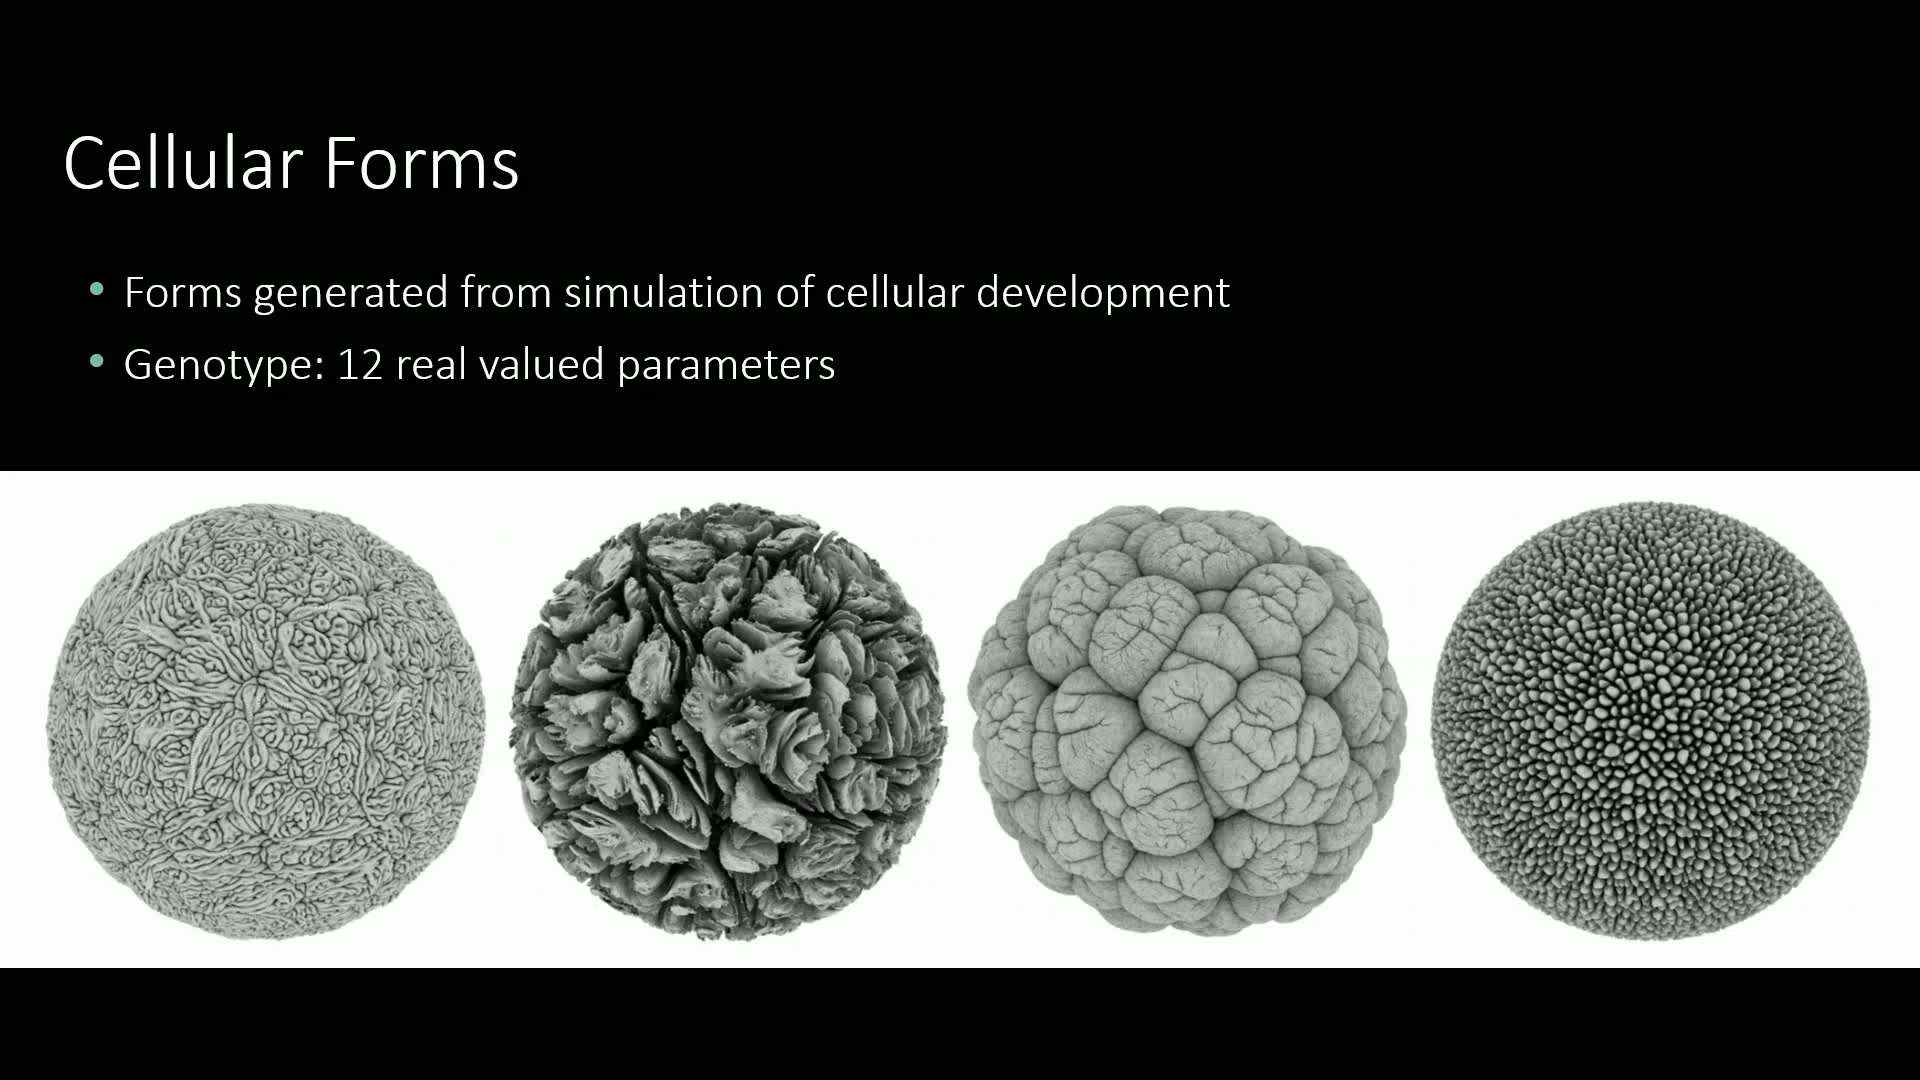 Cellular Forms
• Forms generated from simulation of cellular development
• Genotype: 12 real valued parameters